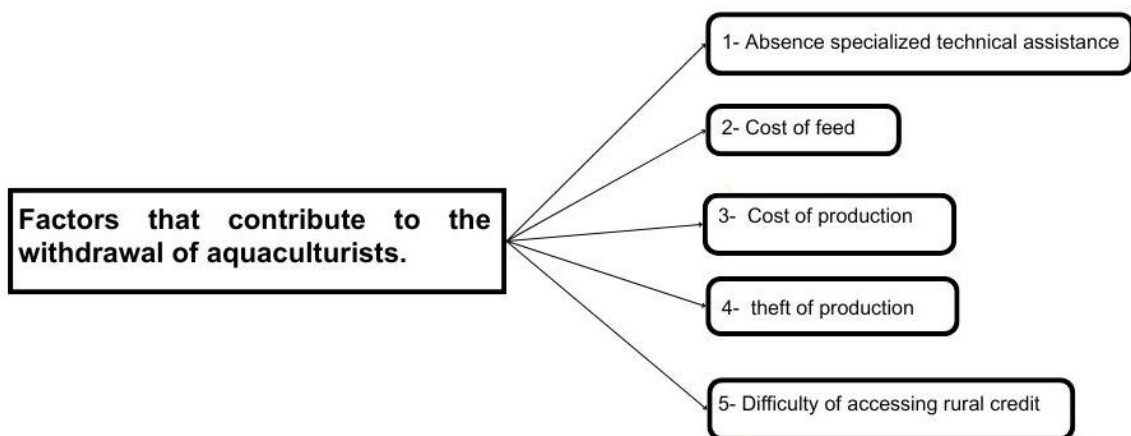 1- Absence specialized technical assistance
2- Cost of feed
Factors that contribute to the
withdrawal of aquaculturists.
3- Cost of production
4- theft of production
5- Difficulty of accessing rural credit